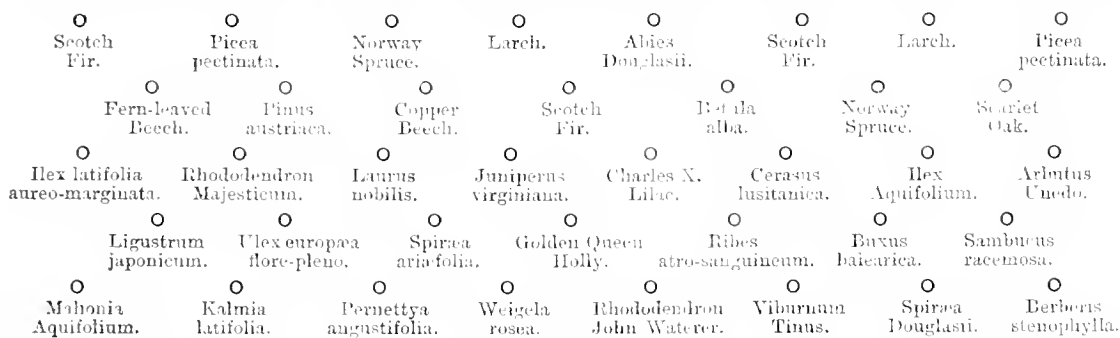 Scotch Picea Norway Larch. Abies Scotch Larch. Picea
Fir. pectinata. Spruce. Douglasii. Fir. pectinata.
Fern-leaved Pinus Copper Scotch Betula Norway Scarlet
Beech. austriaca. Beech. Fir. alba. Spruce. Oak.
Ilex latifolia Rhododendron Laurus Juniperus Charles X. Cerasus Ilex Arbutus
aureo-marginata. Majesticum. nobilis. virginiana. Lilac. lusitanica. Aquifolium. Unedo.
Ligustrum Ulex europæa Spiræa Golden Queen Ribes Buxus Sambucus
japonicum. flore-pleno. ariæfolia. Holly. atro-sanguineum. balearica. racemosa.
Mahonia Kalmia Pernettya Weigela Rhododendron Viburnum Spiræa Berberis
Aquifolium. latifolia. angustifolia. rosea. John Waterer. Tinus. Douglasii. stenophylla.